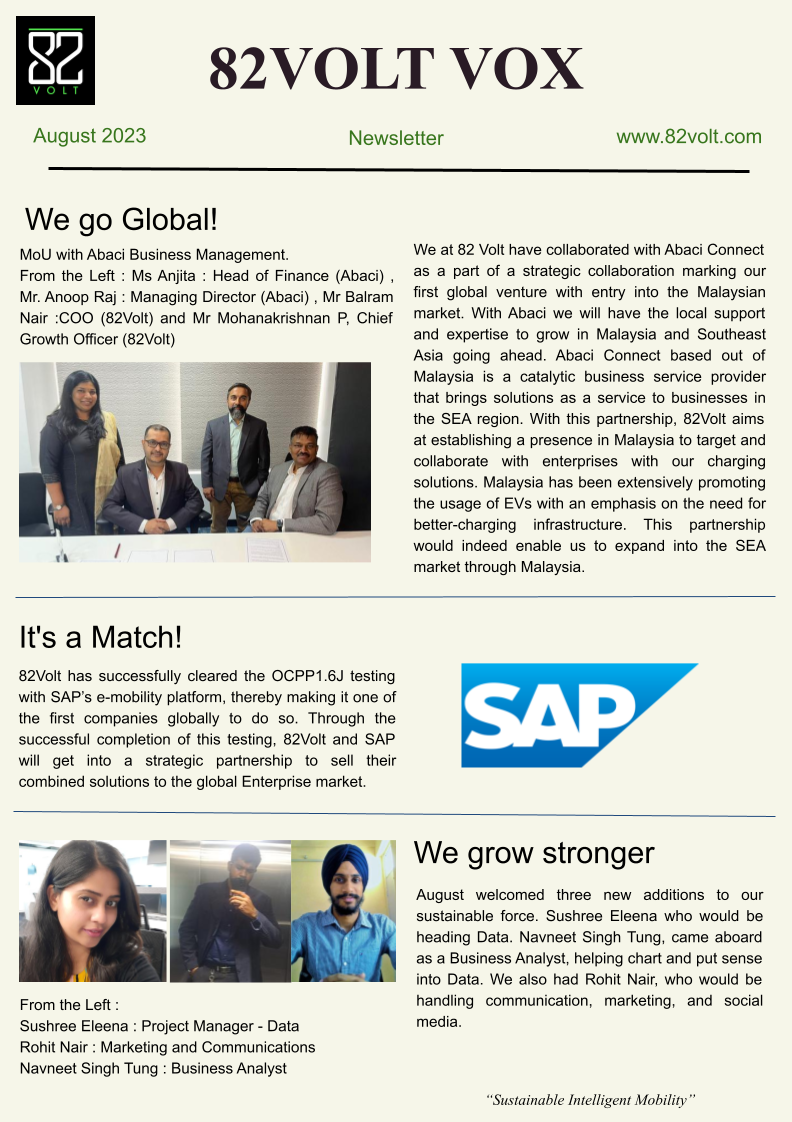 82
VOLT
82VOLT VOX
August 2023
Newsletter
www.82volt.com
We go Global!
MoU with Abaci Business Management.
From the Left : Ms Anjita : Head of Finance (Abaci) ,
Mr. Anoop Raj : Managing Director (Abaci) , Mr Balram
Nair :COO (82Volt) and Mr Mohanakrishnan P, Chief
Growth Officer (82Volt)
We at 82 Volt have collaborated with Abaci Connect
as a part of a strategic collaboration marking our
first global venture with entry into the Malaysian
market. With Abaci we will have the local support
and expertise to grow in Malaysia and Southeast
Asia going ahead. Abaci Connect based out of
Malaysia is a catalytic business service provider
that brings solutions as a service to businesses in
the SEA region. With this partnership, 82Volt aims
at establishing a presence in Malaysia to target and
collaborate with enterprises with our charging
solutions. Malaysia has been extensively promoting
the usage of EVs with an emphasis on the need for
better-charging infrastructure. This partnership
would indeed enable us to expand into the SEA
market through Malaysia.
It's a Match!
82Volt has successfully cleared the OCPP1.6J testing
with SAP’s e-mobility platform, thereby making it one of
the first companies globally to do so. Through the
successful completion of this testing, 82Volt and SAP
will get into a strategic partnership to sell their
combined solutions to the global Enterprise market.
SAP
From the Left :
Sushree Eleena : Project Manager - Data
Rohit Nair : Marketing and Communications
Navneet Singh Tung : Business Analyst
We grow stronger
August welcomed three new additions to our
sustainable force. Sushree Eleena who would be
heading Data. Navneet Singh Tung, came aboard
as a Business Analyst, helping chart and put sense
into Data. We also had Rohit Nair, who would be
handling communication, marketing, and social
media.
“Sustainable Intelligent Mobility”